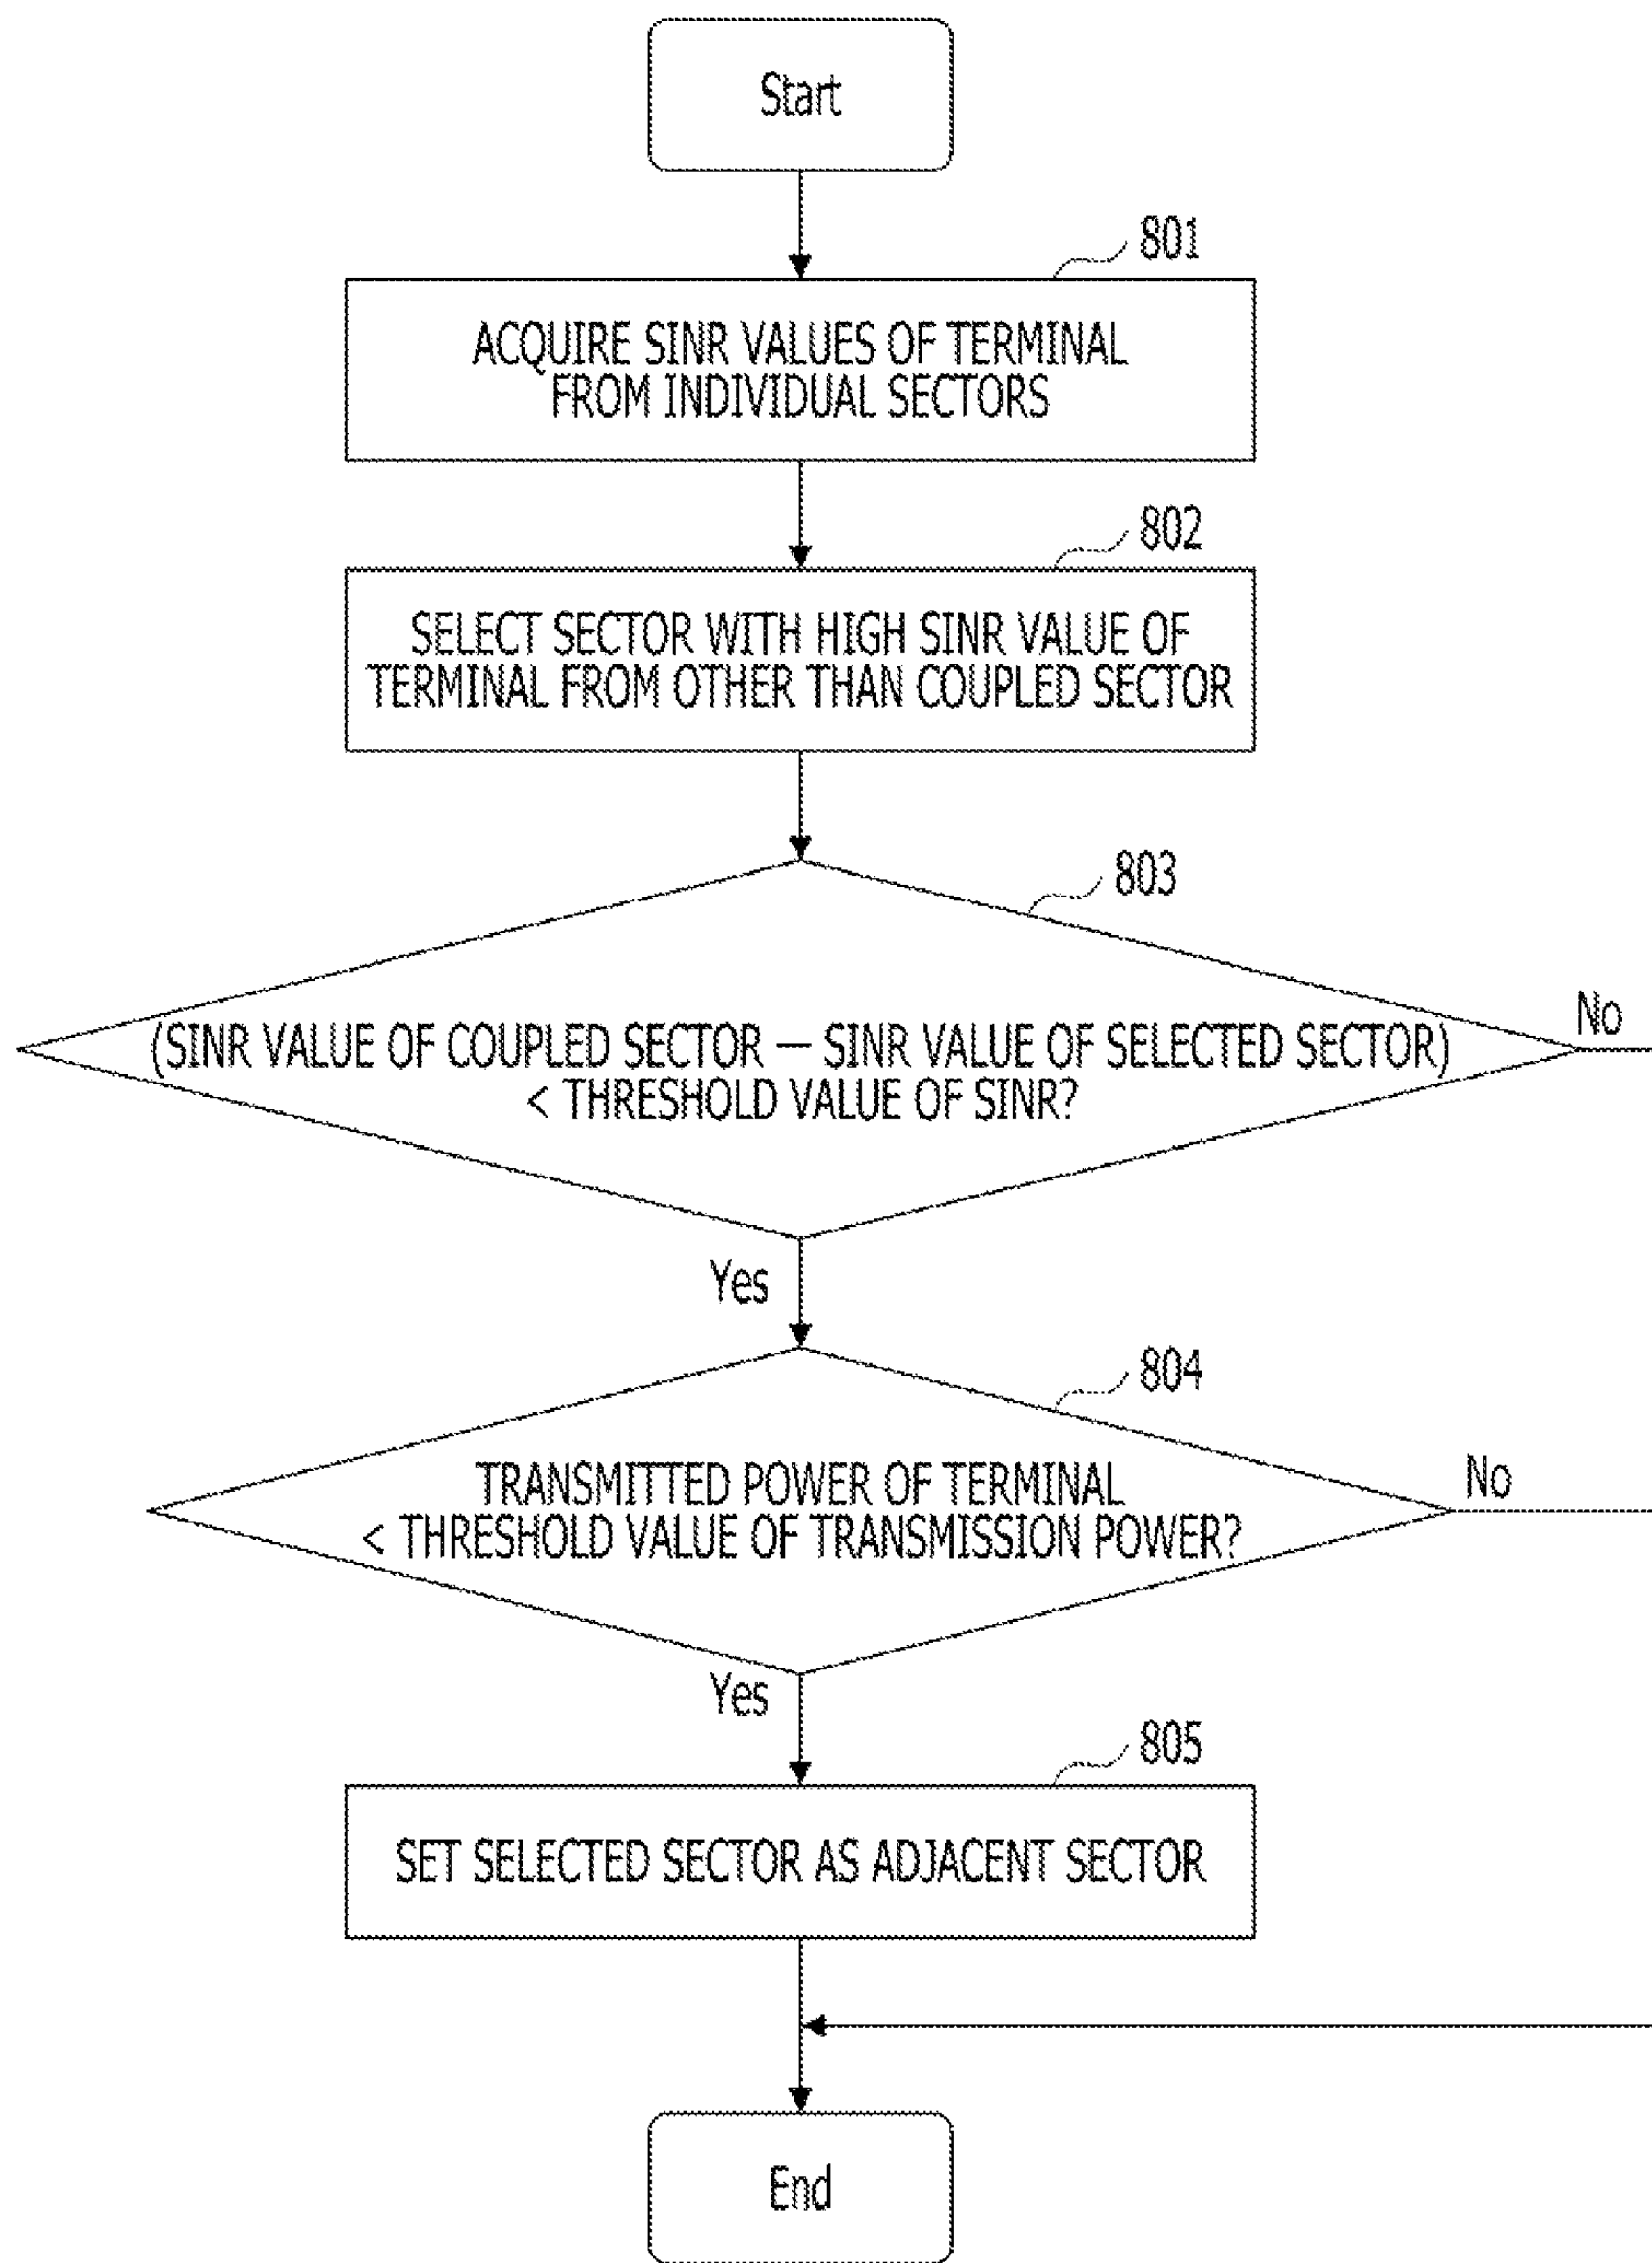 Start
801
ACQUIRE SINR VALUES OF TERMINAL
FROM INDIVIDUAL SECTORS
802
SELECT SECTOR WITH HIGH SINR VALUE OF
TERMINAL FROM OTHER THAN COUPLED SECTOR
803
(SINR VALUE OF COUPLED SECTOR — SINR VALUE OF SELECTED SECTOR)
< THRESHOLD VALUE OF SINR?
No
Yes
804
TRANSMITTED POWER OF TERMINAL
< THRESHOLD VALUE OF TRANSMISSION POWER?
No
Yes
805
SET SELECTED SECTOR AS ADJACENT SECTOR
End